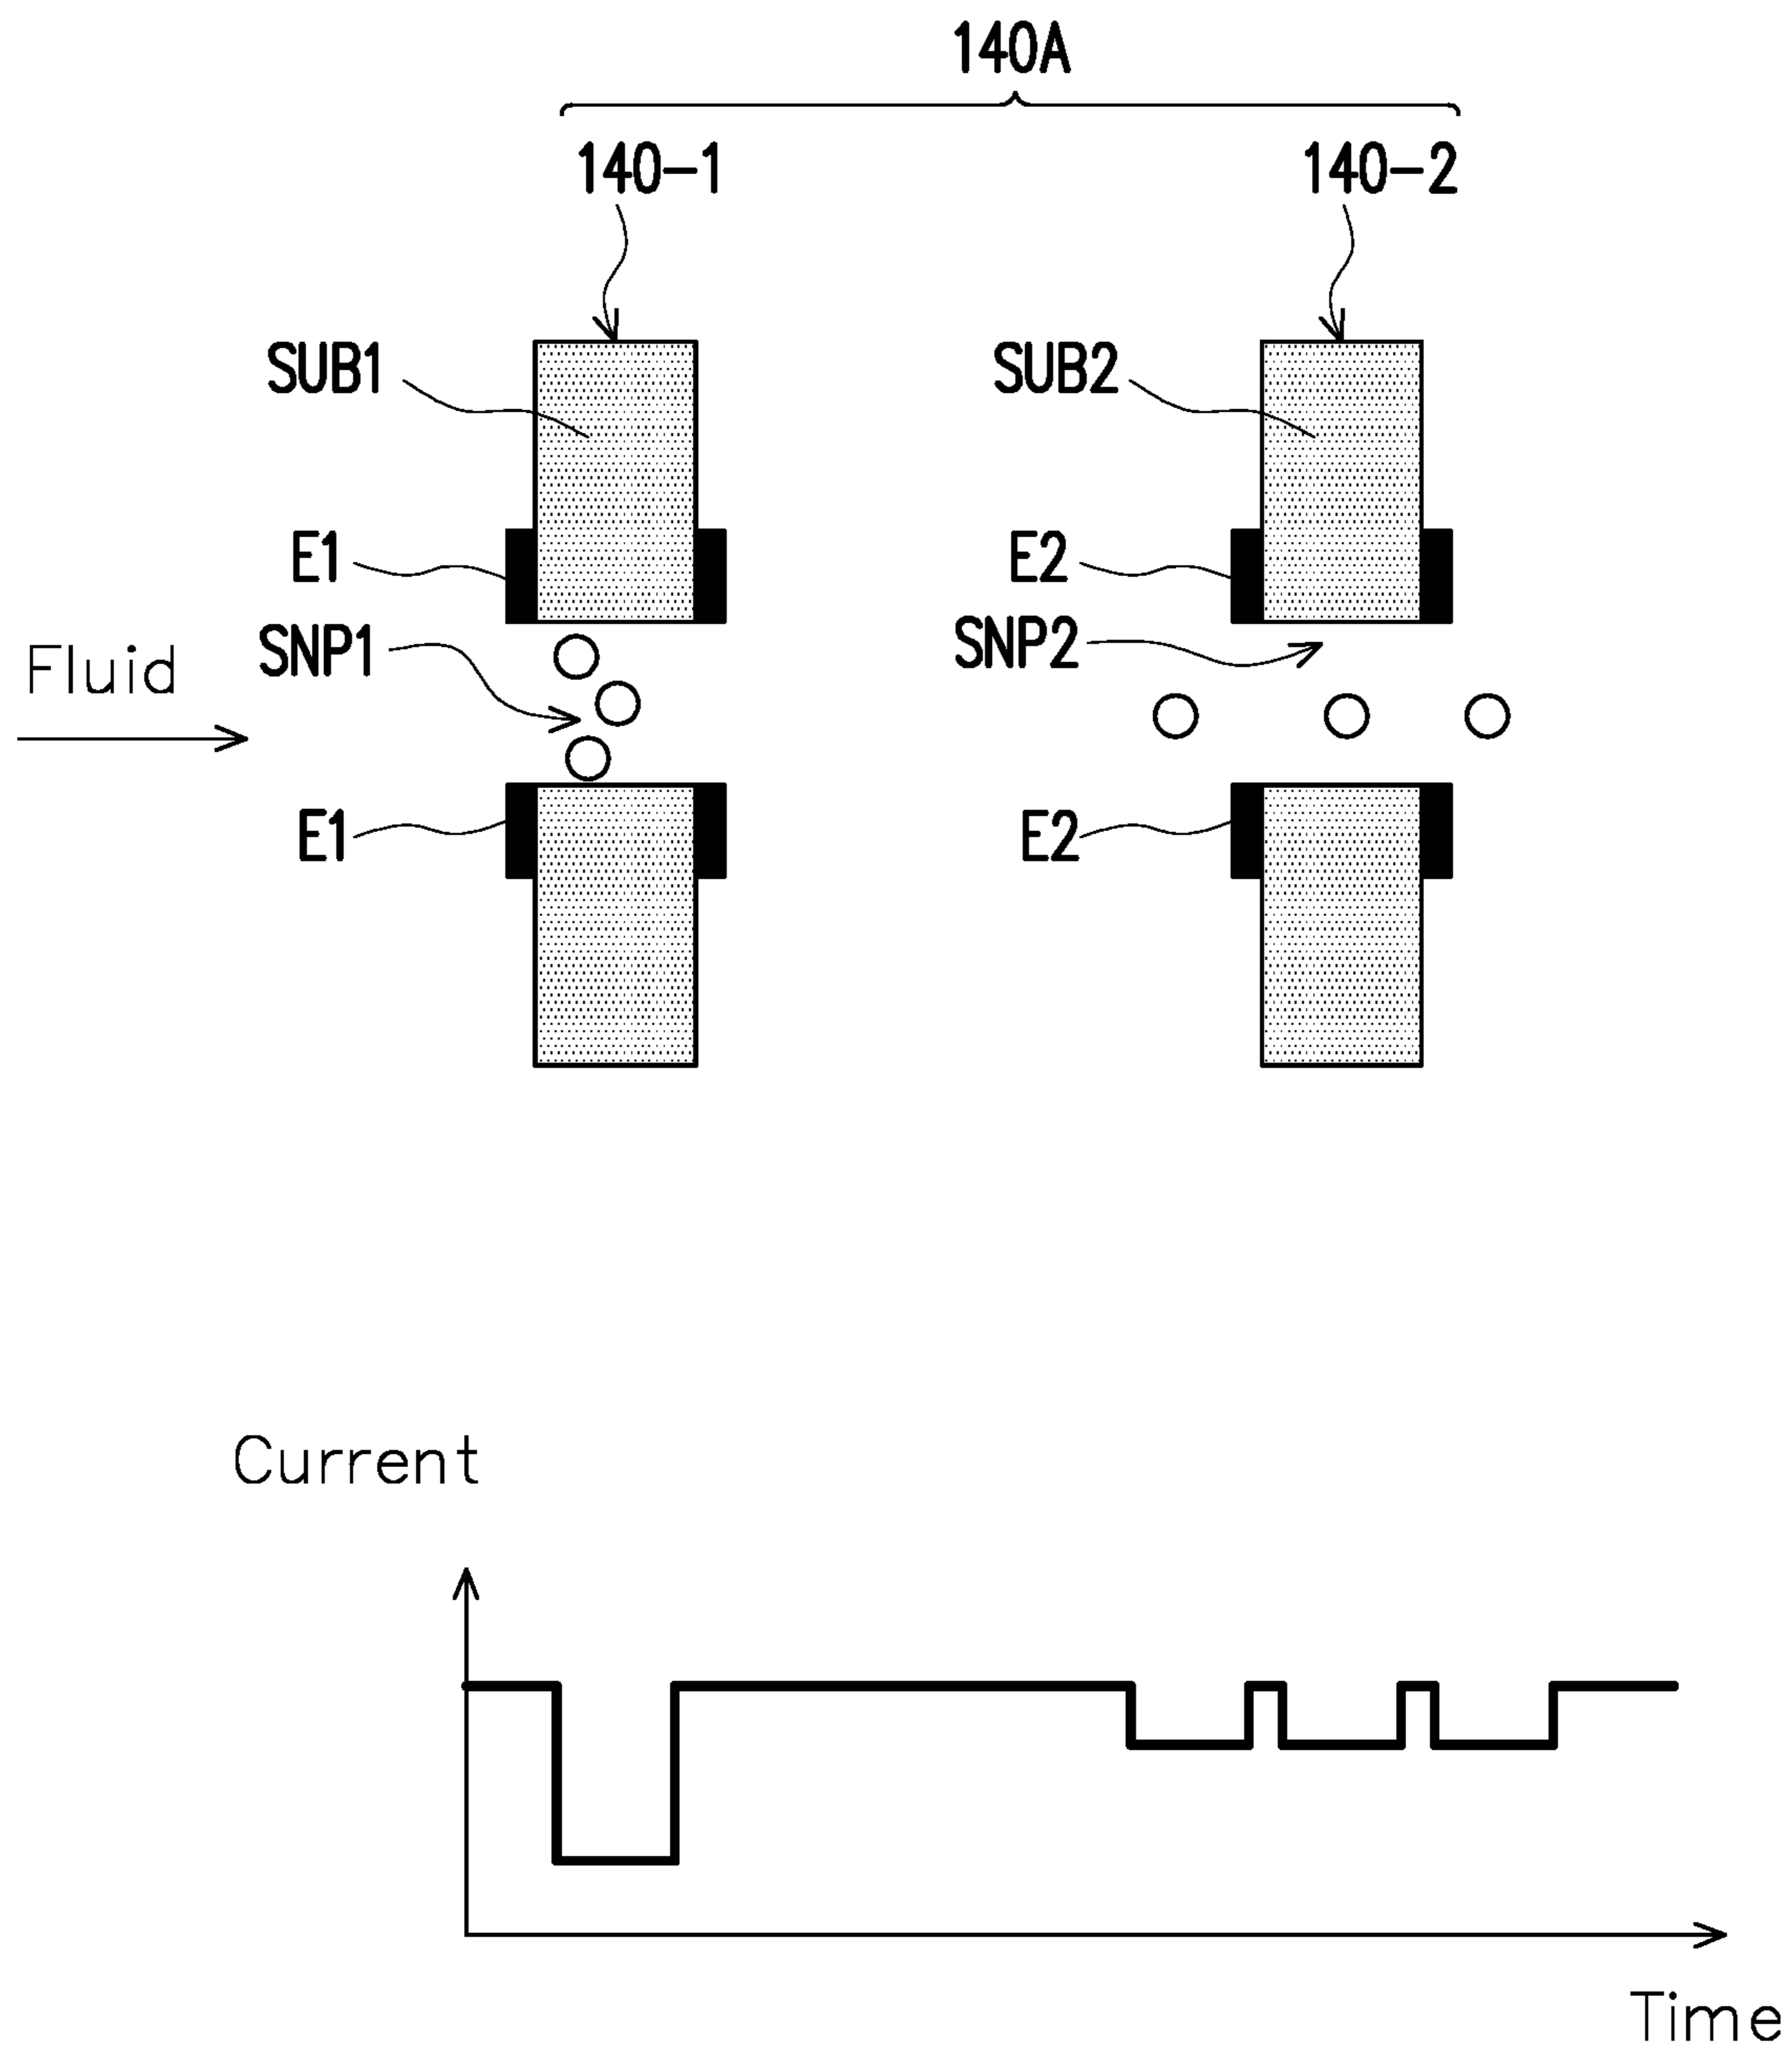 140A
140-1
140-2
SUB1
SUB2
E1
E2
SNP1
SNP2
Fluid
E1
E2
Current
Time